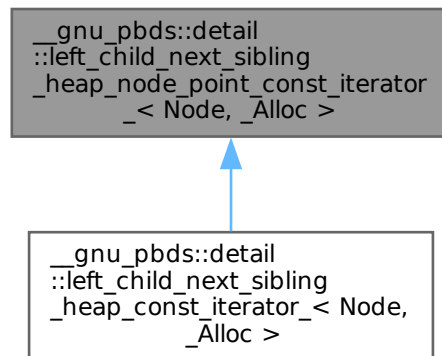 __gnu_pbds::detail
::left_child_next_sibling
_heap_node_point_const_iterator
_< Node, _Alloc >
__gnu_pbds::detail
::left_child_next_sibling
_heap_const_iterator_< Node,
_Alloc >